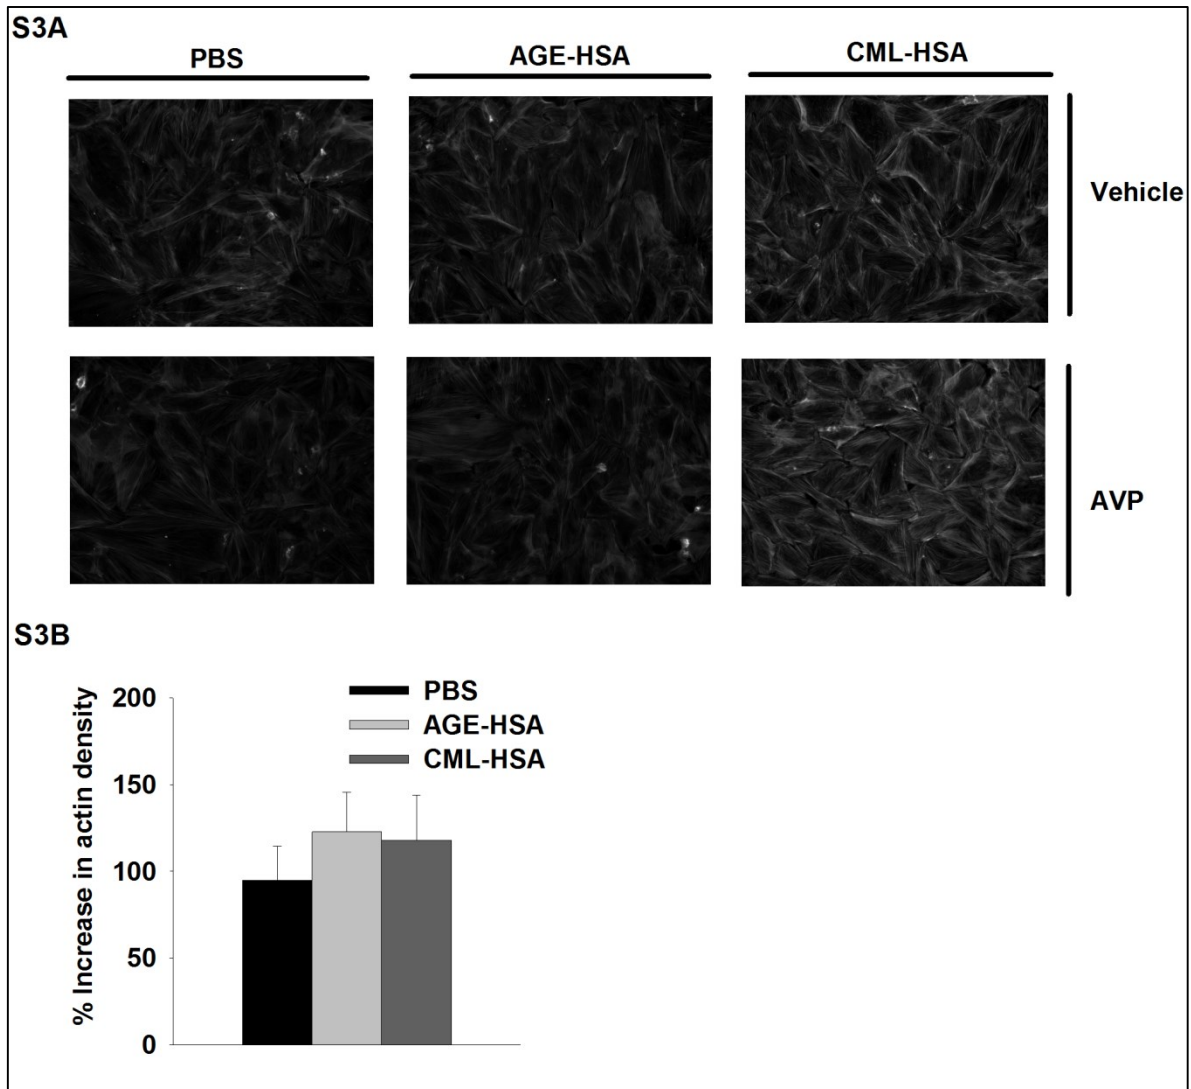 S3A
PBS
AGE-HSA
CML-HSA
Vehicle
AVP
S3B
% Increase in actin density
200
150
100
50
0
PBS
AGE-HSA
CML-HSA